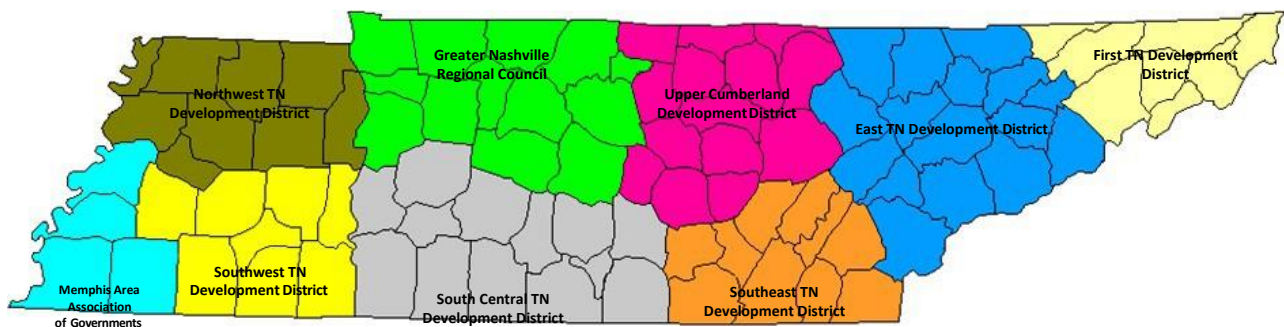 Northwest TN
Development District
Greater Nashville
Regional Council
Upper Cumberland
Development District
First TN Development
District
East TN Development District
Memphis Area
Association
of Governments
Southwest TN
Development District
South Central TN
Development District
Southeast TN
Development District